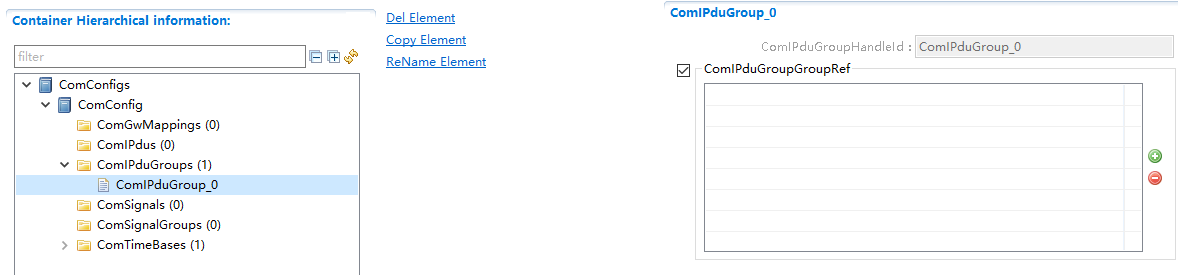 Container Hierarchical information:
filter
ComConfigs
ComConfig
ComGwMappings (0)
ComIPdus (0)
ComIPduGroups (1)
ComIPduGroup_0
ComSignals (0)
ComSignalGroups (0)
ComTimeBases (1)
Del Element
Copy Element
ReName Element
ComIPduGroup_0
ComIPduGroupHandleId : ComIPduGroup_0
ComIPduGroupGroupRef